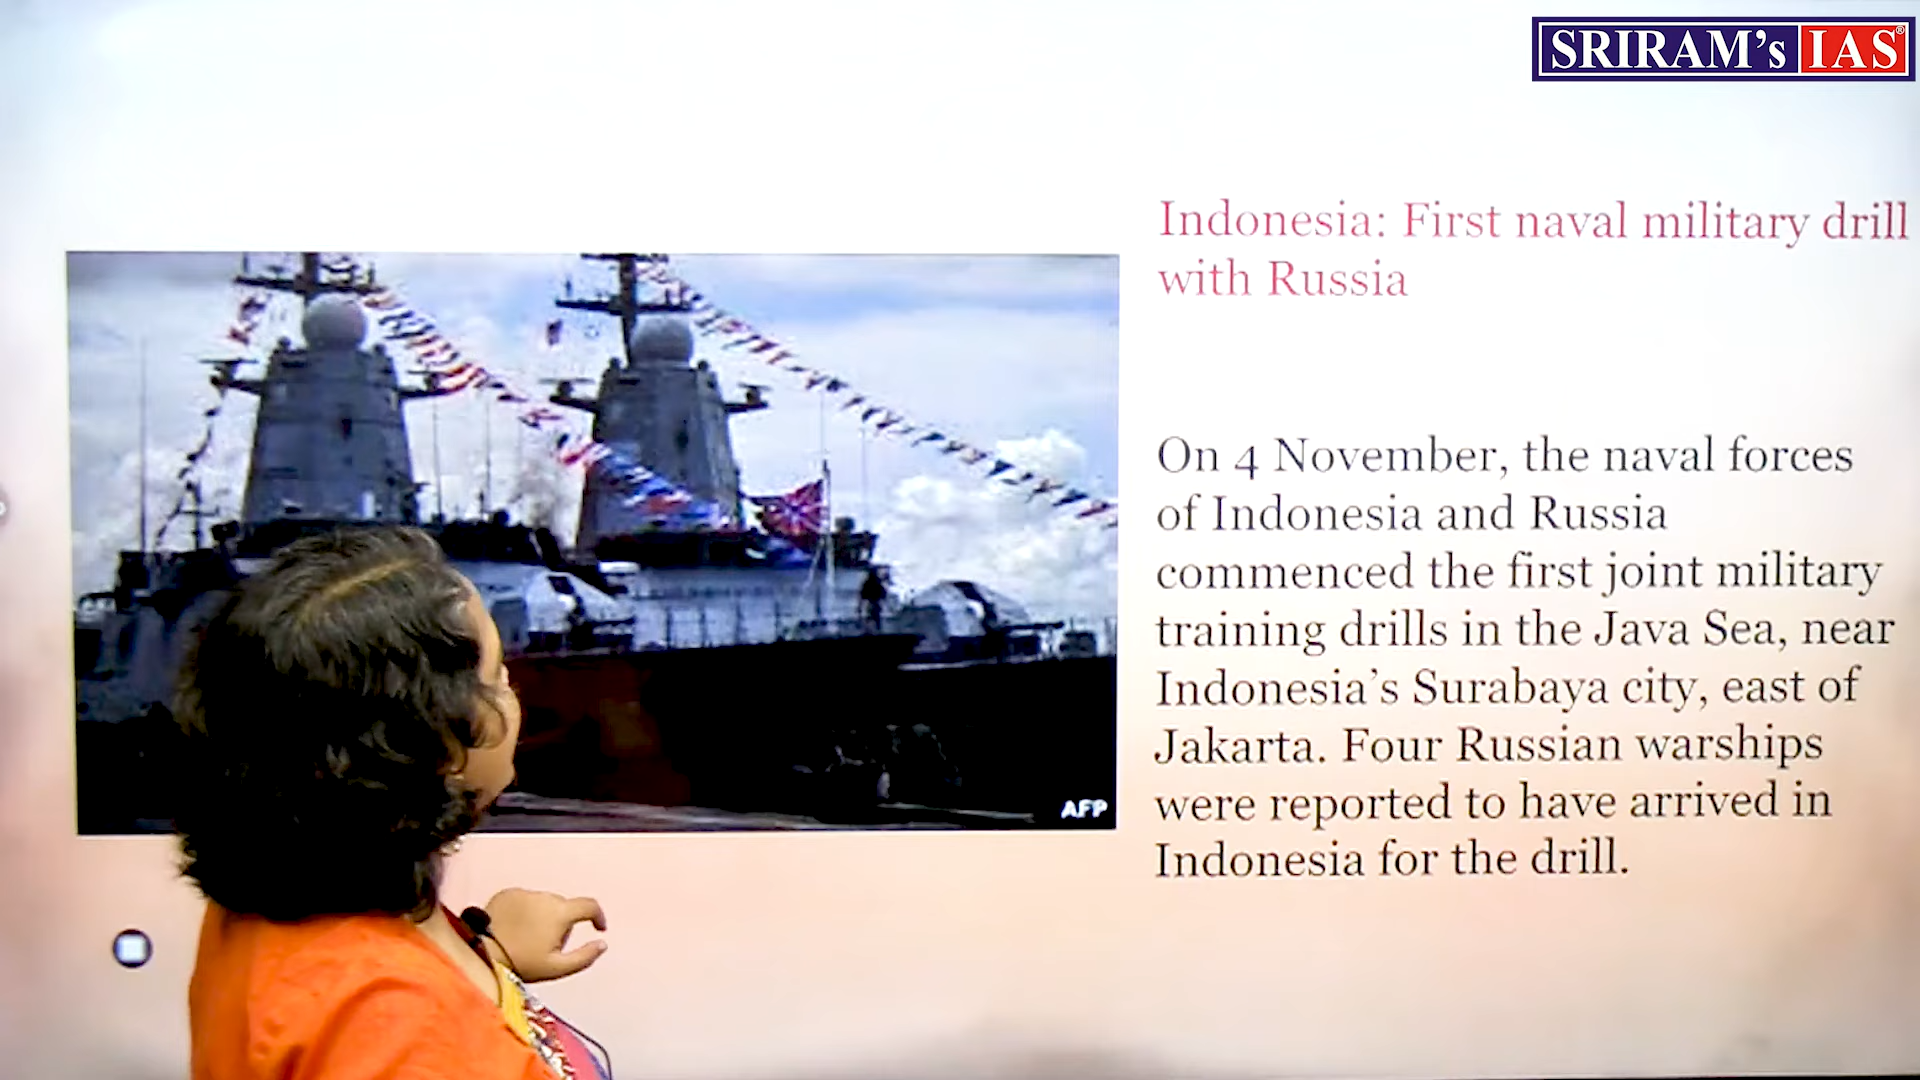 SRIRAM's IAS®
Indonesia: First naval military drill
with Russia
On 4 November, the naval forces
of Indonesia and Russia
commenced the first joint military
training drills in the Java Sea, near
Indonesia's Surabaya city, east of
Jakarta. Four Russian warships
were reported to have arrived in
Indonesia for the drill.
AFP